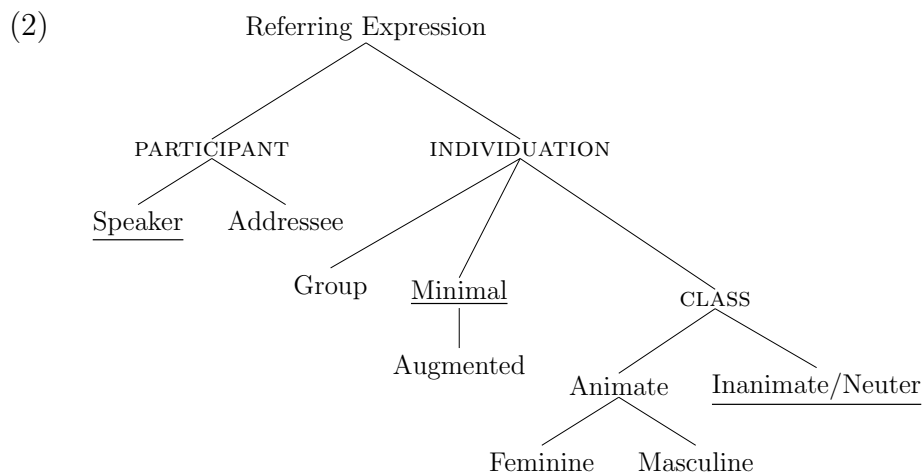 (2)
Referring Expression
PARTICIPANT INDIVIDUATION
Speaker Addressee
Group Minimal CLASS
Augmented Animate Inanimate/Neuter
Feminine Masculine